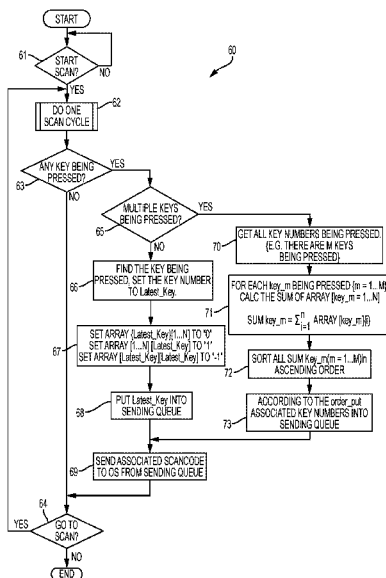 START
60
61
START
SCAN?
NO
YES
DO ONE
SCAN CYCLE
62
ANY KEY BEING
PRESSED?
63
YES
NO
MULTIPLE KEYS
BEING PRESSED?
65
YES
NO
FIND THE KEY BEING
PRESSED, SET THE KEY NUMBER
TO Latest_Key.
66
SET ARRAY {Latest_Key}[1...N] TO '0'
SET ARRAY [1...N] [Latest_Key] TO '1'
SET ARRAY [Latest_Key][Latest_Key] TO '-1'
67
PUT Latest_Key INTO
SENDING QUEUE
68
SEND ASSOCIATED SCANCODE
TO OS FROM SENDING QUEUE
69
70
GET ALL KEY NUMBERS BEING PRESSED.
{E.G. THERE ARE M KEYS
BEING PRESSED}
71
FOR EACH key_m BEING PRESSED {m = 1...M}
CALC THE SUM OF ARRAY [key_m = 1...N]
SUM key_m = Σⁿᵢ₌₁ ARRAY [key_m]{i}
72
SORT ALL SUM Key_m(m = 1...M)in
ASCENDING ORDER
73
ACCORDING TO THE order_put
ASSOCIATED KEY NUMBERS INTO
SENDING QUEUE
64
YES
GO TO
SCAN?
NO
END